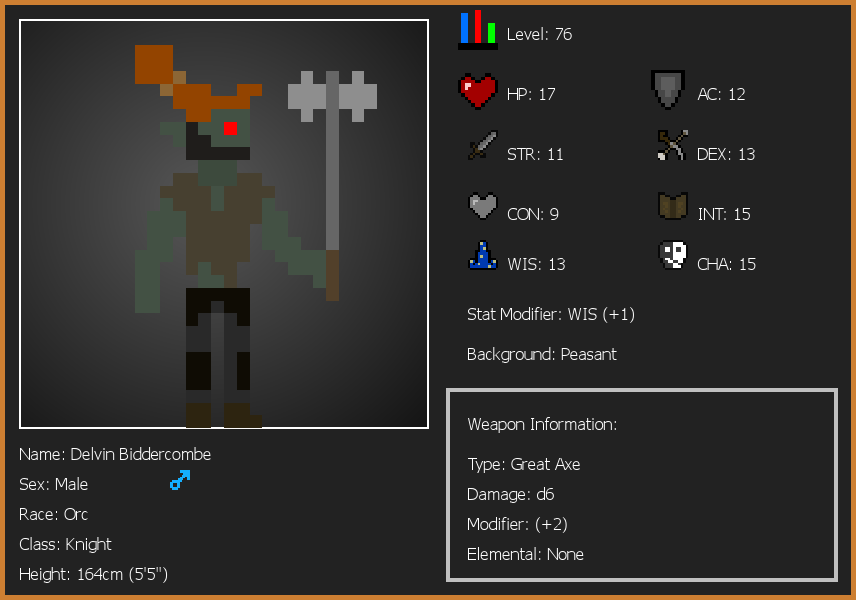 Level: 76
HP: 17
AC: 12
STR: 11
DEX: 13
CON: 9
INT: 15
WIS: 13
CHA: 15
Stat Modifier: WIS (+1)
Background: Peasant
Weapon Information:
Type: Great Axe
Damage: d6
Modifier: (+2)
Elemental: None
Name: Delvin Biddercombe
Sex: Male
Race: Orc
Class: Knight
Height: 164cm (5'5")